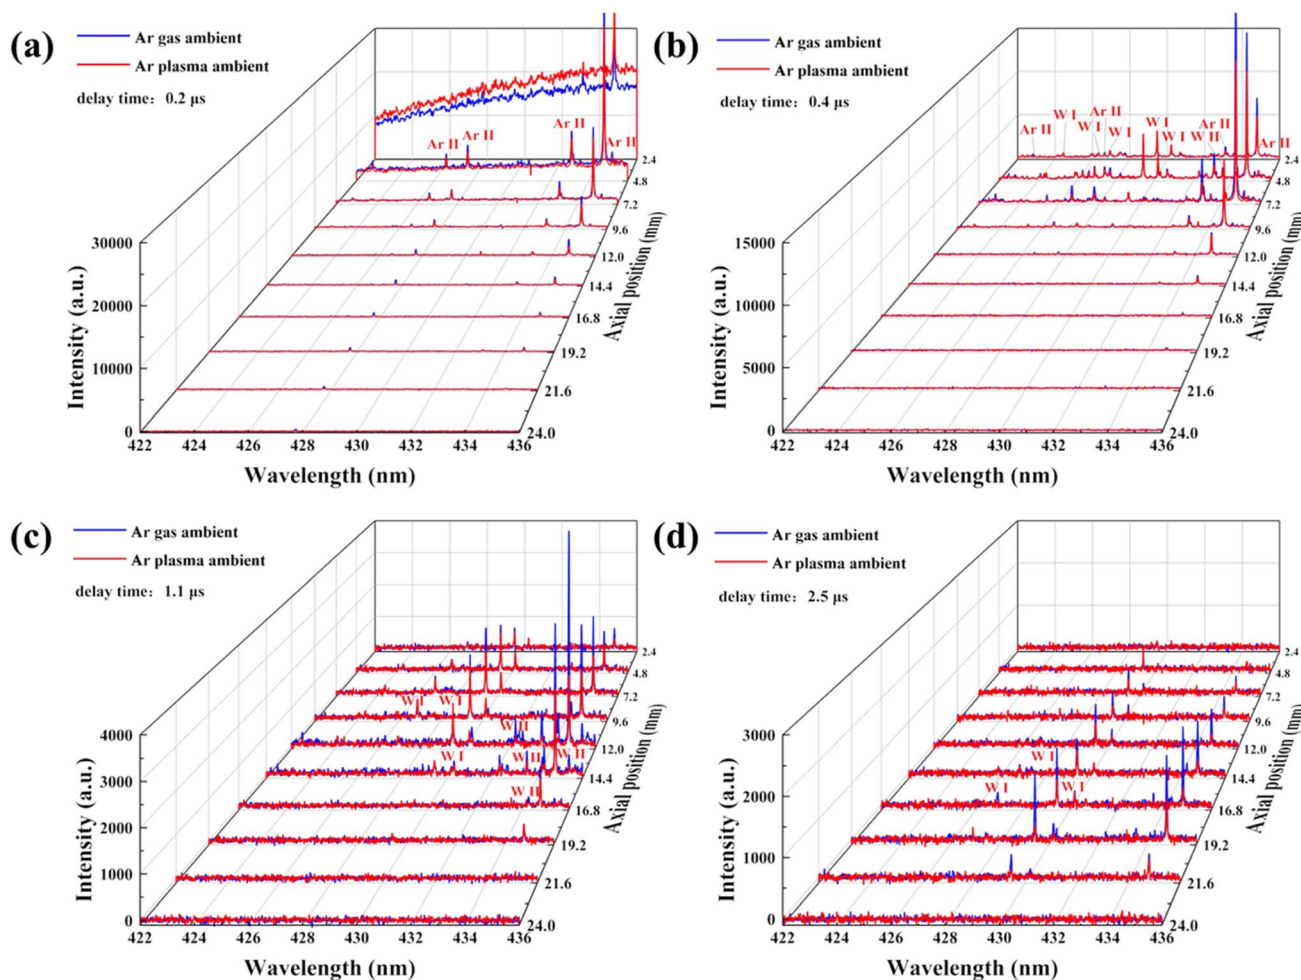 (a)
Ar gas ambient
Ar plasma ambient
delay time: 0.2 μs
Ar II Ar II Ar II Ar II
Intensity (a.u.)
30000
20000
10000
0
422 424 426 428 430 432 434 436
Wavelength (nm)
2.4
4.8
7.2
9.6
12.0
14.4
16.8
19.2
21.6
24.0
Axial position (mm)
(b)
Ar gas ambient
Ar plasma ambient
delay time: 0.4 μs
Ar II W I W I Ar II W I W I W I W II Ar II Ar II
Intensity (a.u.)
15000
10000
5000
0
422 424 426 428 430 432 434 436
Wavelength (nm)
2.4
4.8
7.2
9.6
12.0
14.4
16.8
19.2
21.6
24.0
Axial position (mm)
(c)
Ar gas ambient
Ar plasma ambient
delay time: 1.1 μs
W I W I W II
W I W II W II
W II
Intensity (a.u.)
4000
3000
2000
1000
0
422 424 426 428 430 432 434 436
Wavelength (nm)
2.4
4.8
7.2
9.6
12.0
14.4
16.8
19.2
21.6
24.0
Axial position (mm)
(d)
Ar gas ambient
Ar plasma ambient
delay time: 2.5 μs
W I
W I W I
Intensity (a.u.)
3000
2000
1000
0
422 424 426 428 430 432 434 436
Wavelength (nm)
2.4
4.8
7.2
9.6
12.0
14.4
16.8
19.2
21.6
24.0
Axial position (mm)